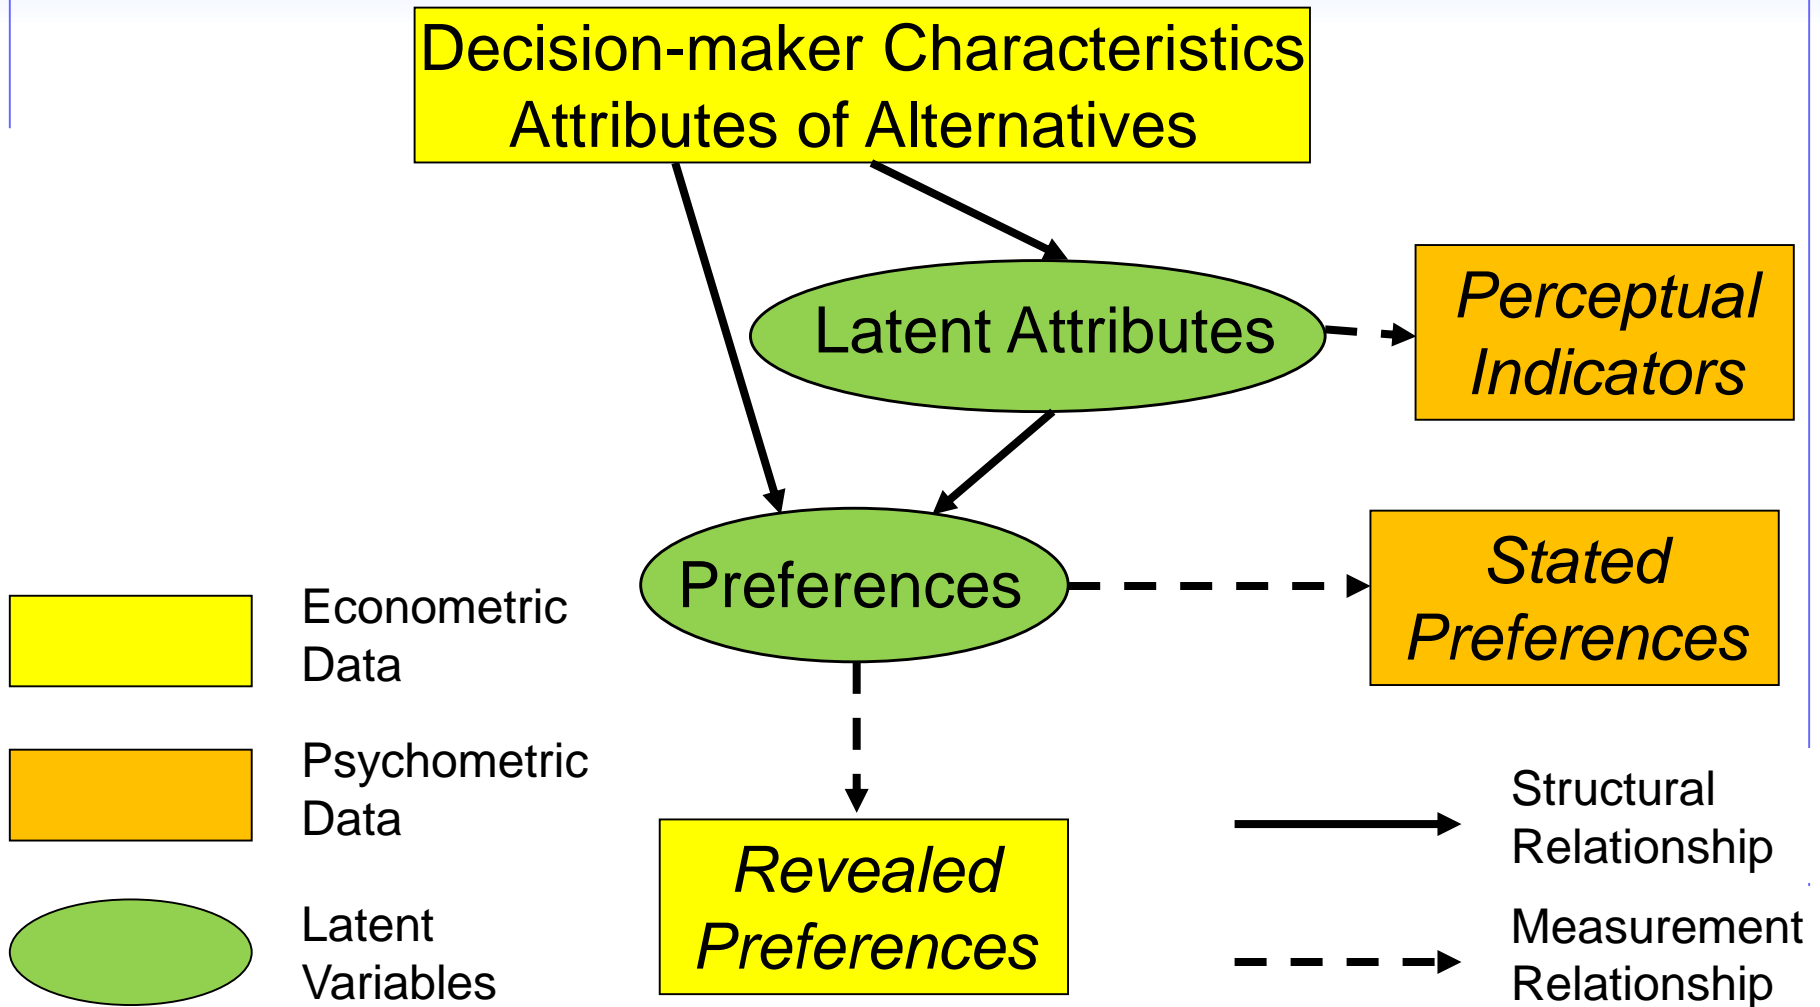 Decision-maker Characteristics
Attributes of Alternatives
Latent Attributes
Perceptual
Indicators
Preferences
Stated
Preferences
Revealed
Preferences
Econometric
Data
Psychometric
Data
Latent
Variables
Structural
Relationship
Measurement
Relationship